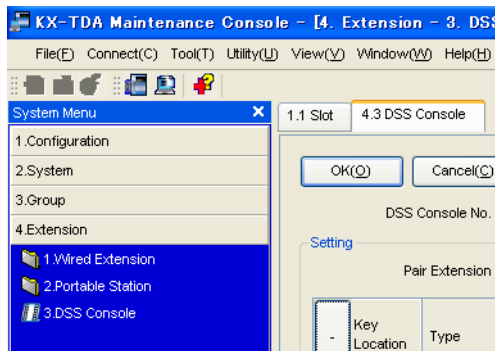 KX-TDA Maintenance Console - [4. Extension - 3. DSS
File(F) Connect(C) Tool(T) Utility(U) View(V) Window(W) Help(H)
System Menu
1.1 Slot 4.3 DSS Console
1.Configuration
2.System
OK(O) Cancel(C)
3.Group
DSS Console No.
4.Extension
Setting
1.Wired Extension
Pair Extension
2.Portable Station
3.DSS Console
- Key Location Type